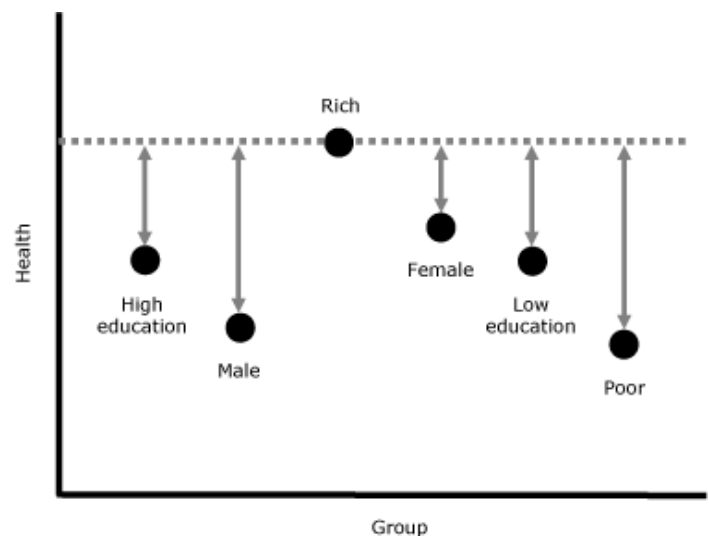 Rich
Health
Female
High
education
Low
education
Male
Poor
Group